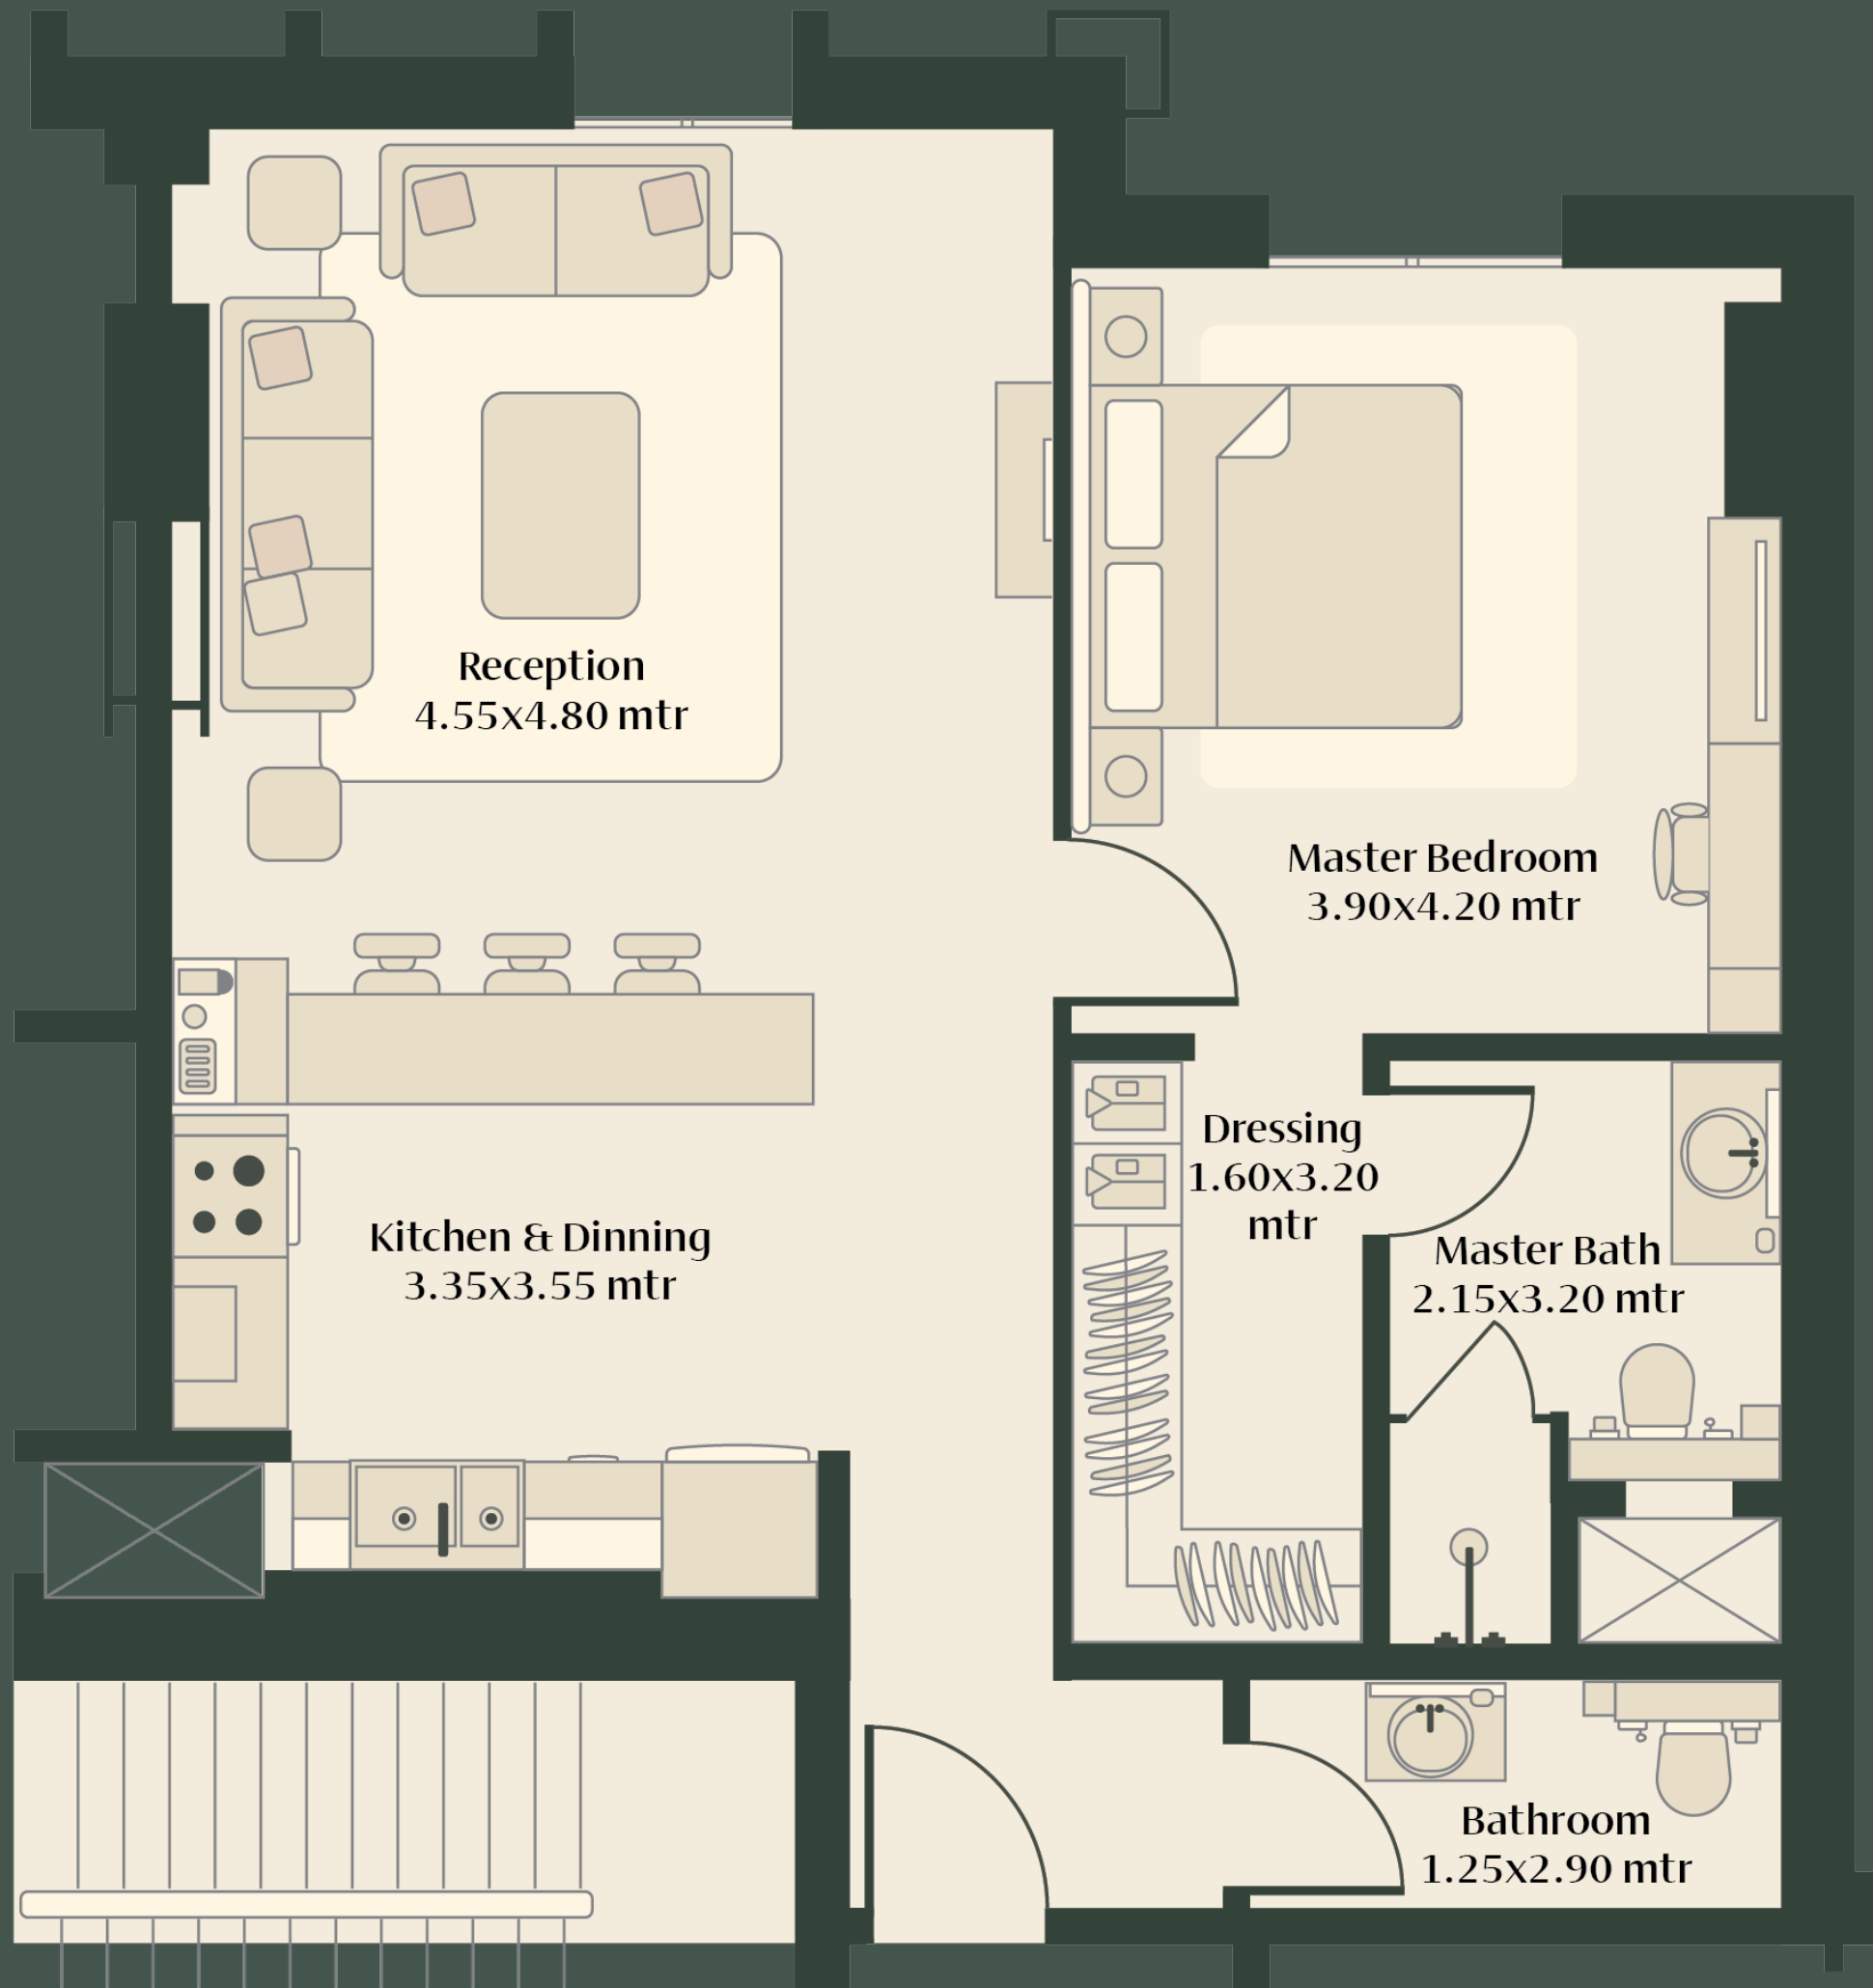 Reception
4.55x4.80 mtr
Master Bedroom
3.90x4.20 mtr
Dressing
1.60x3.20
mtr
Kitchen & Dinning
3.35x3.55 mtr
Master Bath
2.15x3.20 mtr
Bathroom
1.25x2.90 mtr